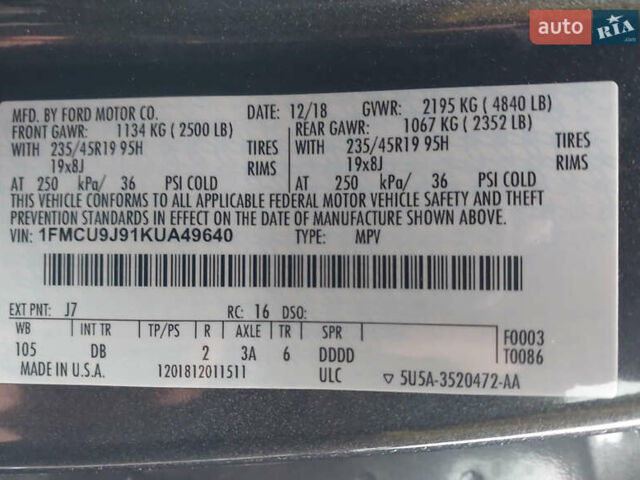 auto RIA.com
MFD. BY FORD MOTOR CO. DATE: 12/18 GVWR: 2195 KG ( 4840 LB)
FRONT GAWR: 1134 KG ( 2500 LB) REAR GAWR: 1067 KG ( 2352 LB)
WITH 235/45R19 95H TIRES WITH 235/45R19 95H TIRES
19x8J RIMS 19x8J RIMS
AT 250 kPa/ 36 PSI COLD AT 250 kPa/ 36 PSI COLD
THIS VEHICLE CONFORMS TO ALL APPLICABLE FEDERAL MOTOR VEHICLE SAFETY AND THEFT
PREVENTION STANDARDS IN EFFECT ON THE DATE OF MANUFACTURE SHOWN ABOVE.
VIN: 1FMCU9J91KUA49640 TYPE: MPV
EXT PNT: J7 RC: 16 DSO:
WB INT TR TP/PS R AXLE TR SPR F0003
105 DB 2 3A 6 DDDD T0086
MADE IN U.S.A. 1201812011511 ULC ▽ 5U5A-3520472-AA